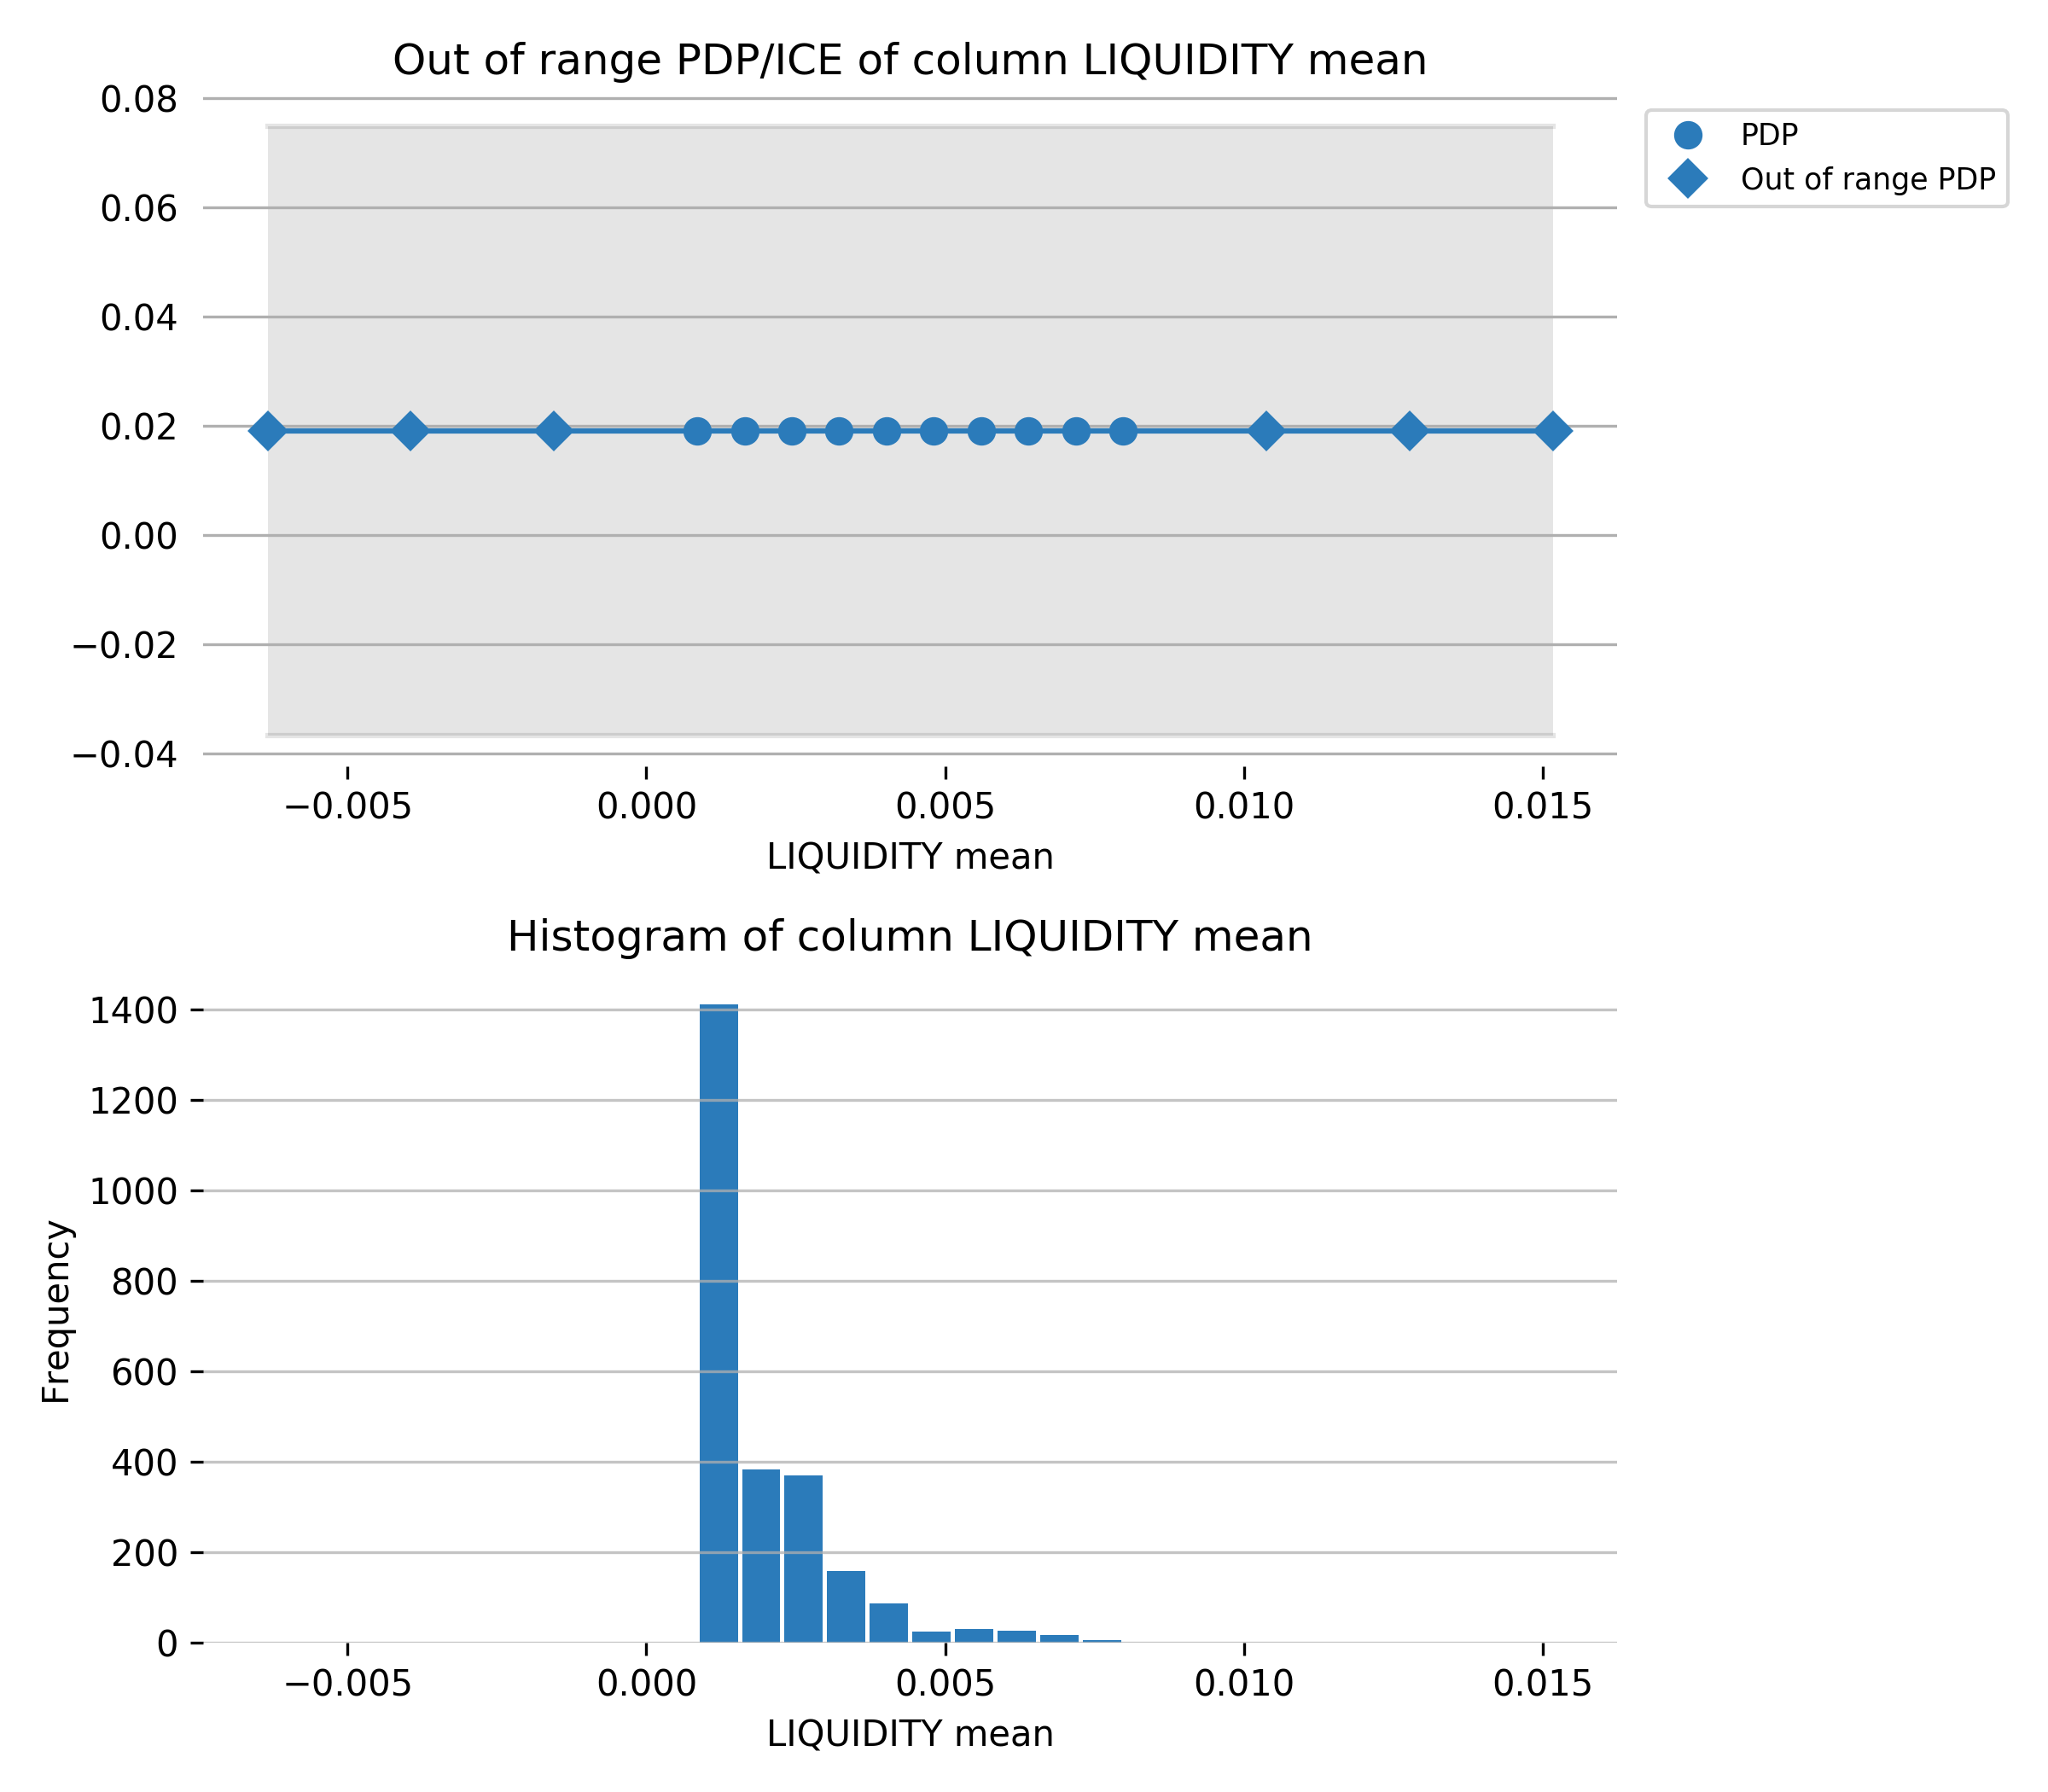 Out of range PDP/ICE of column LIQUIDITY mean
0.08
0.06
0.04
0.02
0.00
−0.02
−0.04
PDP
Out of range PDP
−0.005 0.000 0.005 0.010 0.015
LIQUIDITY mean
Histogram of column LIQUIDITY mean
1400
1200
1000
800
600
400
200
0
Frequency
−0.005 0.000 0.005 0.010 0.015
LIQUIDITY mean